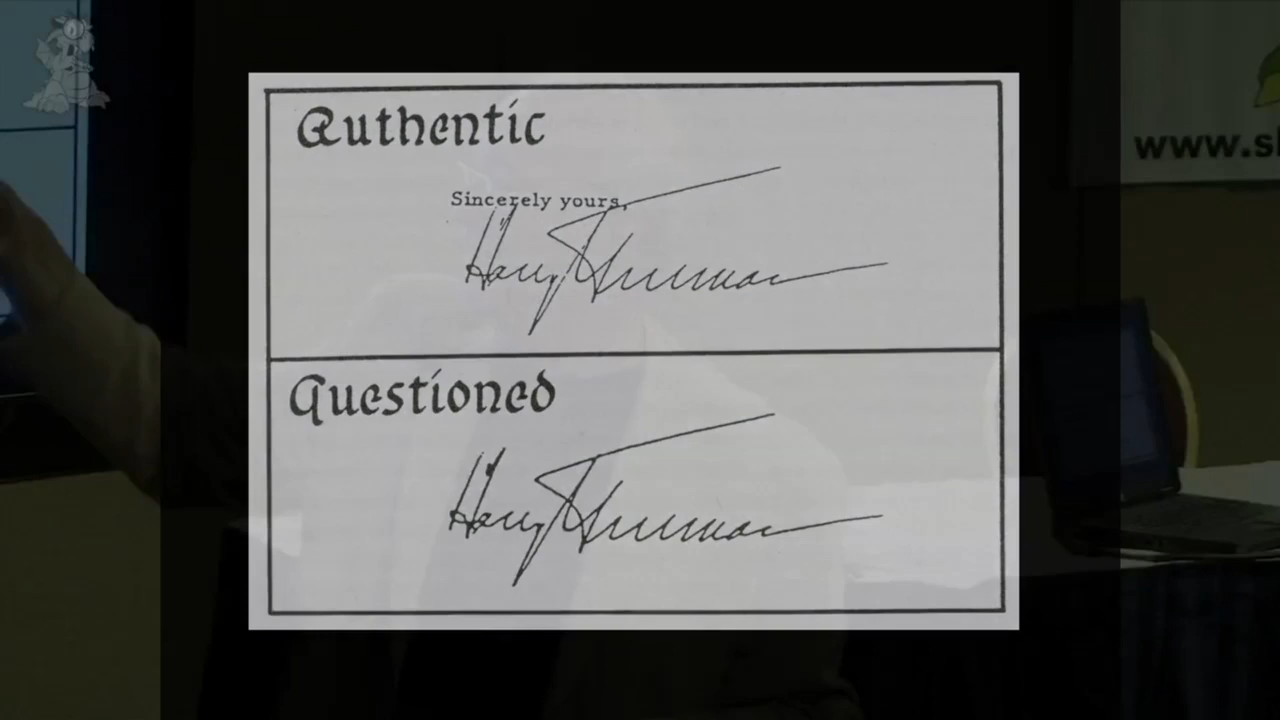 www.s
Authentic
Sincerely yours,
Harry Truman
Questioned
Harry Truman